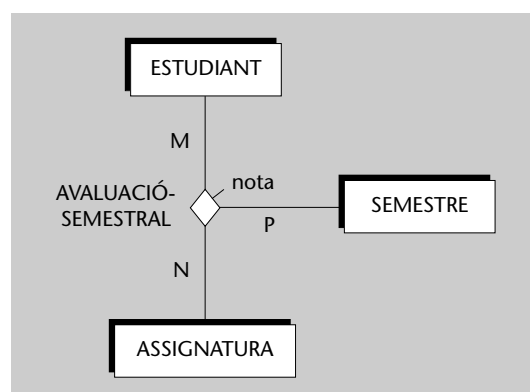 ESTUDIANT
M
nota
AVALUACIÓ-
SEMESTRAL
SEMESTRE
P
N
ASSIGNATURA